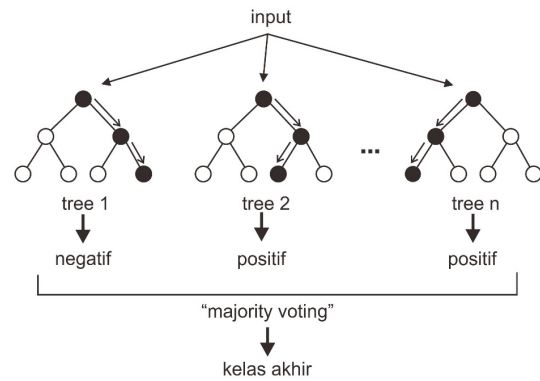 input
...
tree 1 tree 2 tree n
negatif positif positif
“majority voting”
kelas akhir